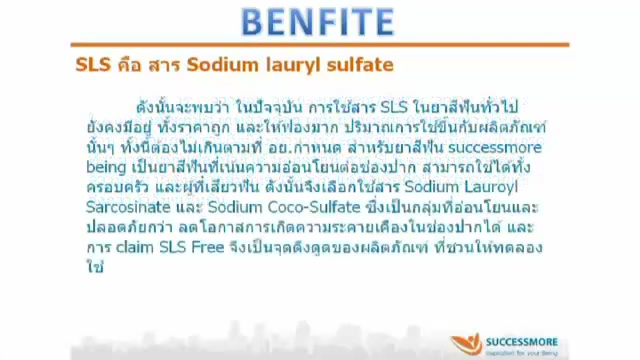 BENFITE
SLS คือ สาร Sodium lauryl sulfate
ดังนั้นจะพบว่า ในปัจจุบัน การใช้สาร SLS ในยาสีฟันทั่วไป
ยังคงมีอยู่ ทั้งราคาถูก และให้ฟองมาก ปริมาณการใช้ขึ้นกับผลิตภัณฑ์
นั้นๆ ทั้งนี้ต้องไม่เกินตามที่ อย.กำหนด สำหรับยาสีฟัน successmore
being เป็นยาสีฟันที่เน้นความอ่อนโยนต่อช่องปาก สามารถใช้ได้ทั้ง
ครอบครัว และผู้ที่เสียวฟัน ดังนั้นจึงเลือกใช้สาร Sodium Lauroyl
Sarcosinate และ Sodium Coco-Sulfate ซึ่งเป็นกลุ่มที่อ่อนโยนและ
ปลอดภัยกว่า ลดโอกาสการเกิดความระคายเคืองในช่องปากได้ และ
การ claim SLS Free จึงเป็นจุดดึงดูดของผลิตภัณฑ์ ที่ชวนให้ทดลอง
ใช้
SUCCESSMORE
Inspiration for your Being